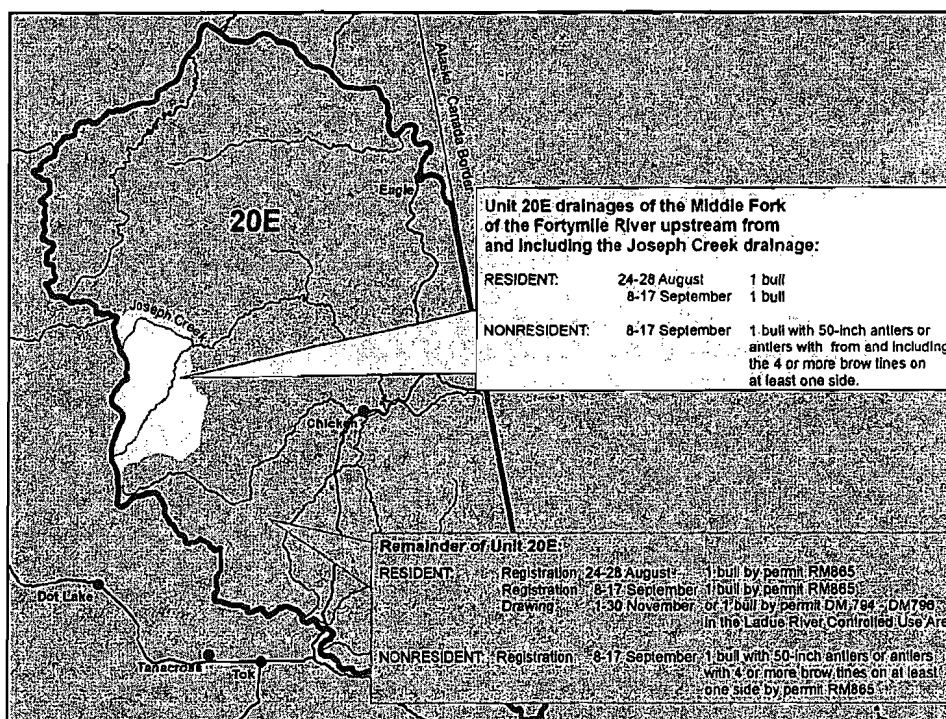 Alaska / Canada Border
Eagle
20E
Unit 20E drainages of the Middle Fork
of the Fortymile River upstream from
and including the Joseph Creek drainage:
RESIDENT: 24-28 August 1 bull
8-17 September 1 bull
NONRESIDENT: 8-17 September 1 bull with 50-inch antlers or
antlers with from and including
the 4 or more brow tines on
at least one side.
Joseph Creek
Chicken
Remainder of Unit 20E:
RESIDENT: Registration 24-28 August 1 bull by permit RM865
Registration 8-17 September 1 bull by permit RM865
Drawing 1-30 November or 1 bull by permit DM 794 - DM796
in the Ladue River Controlled Use Are
NONRESIDENT: Registration 8-17 September 1 bull with 50-inch antlers or antlers
with 4 or more brow tines on at least
one side by permit RM865
Dot Lake
Tanacross
Tok